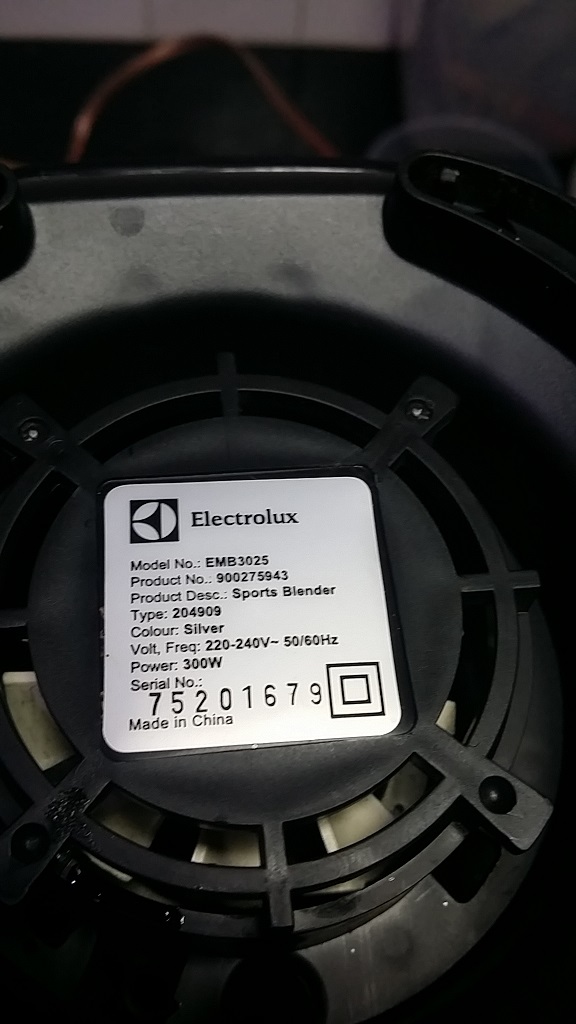 Electrolux
Model No.: EMB3025
Product No.: 900275943
Product Desc.: Sports Blender
Type: 204909
Colour: Silver
Volt, Freq: 220-240V~ 50/60Hz
Power: 300W
Serial No.:
75201679
Made in China